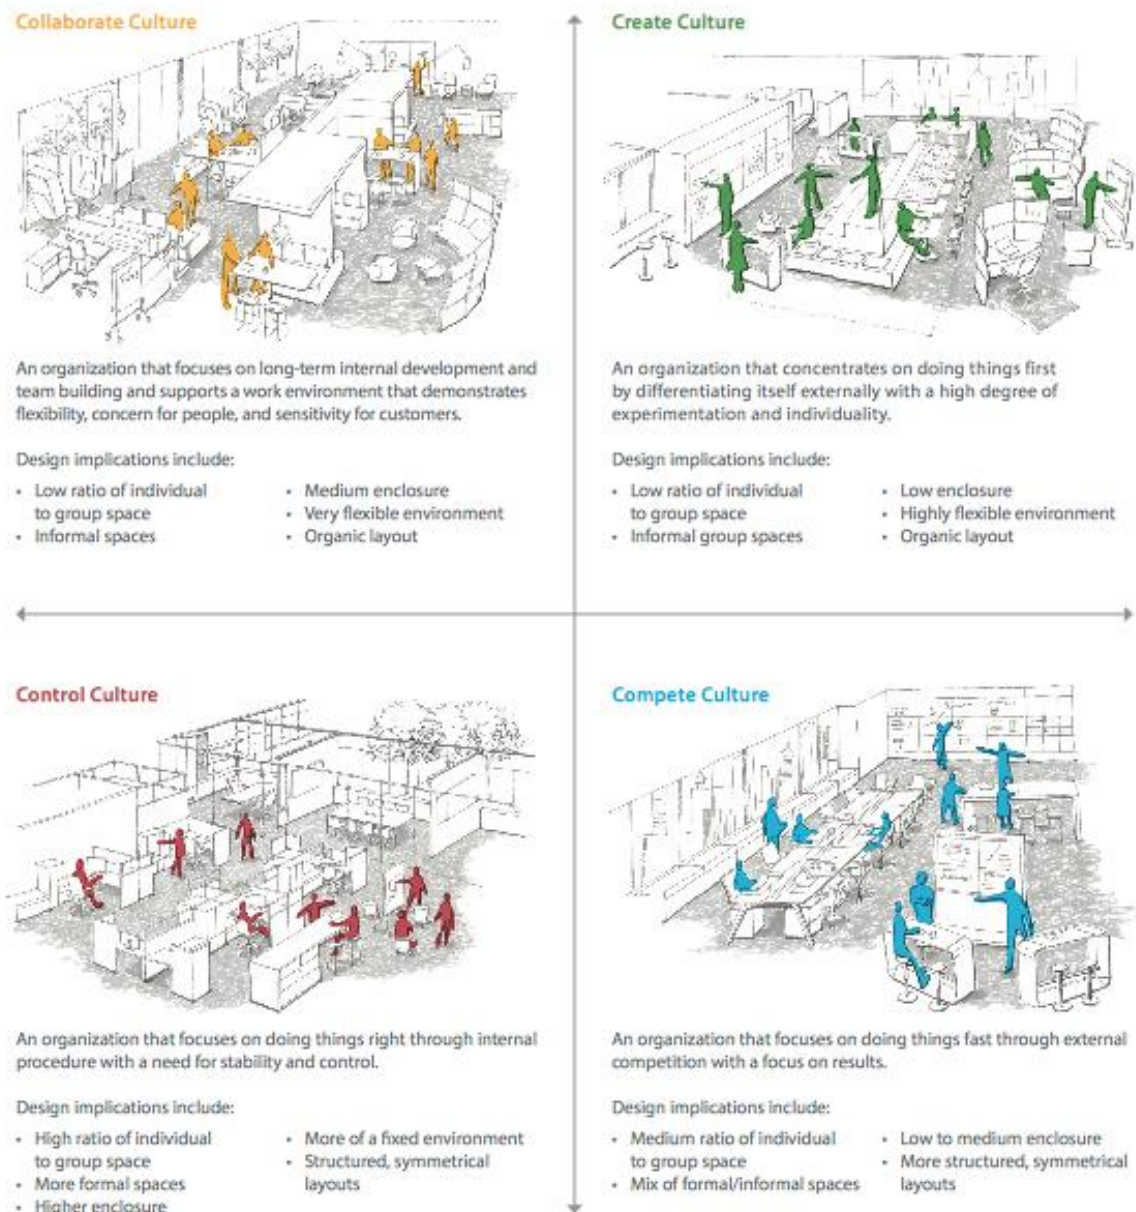 Collaborate Culture
An organization that focuses on long-term internal development and
team building and supports a work environment that demonstrates
flexibility, concern for people, and sensitivity for customers.
Design implications include:
• Low ratio of individual
to group space
• Informal spaces
• Medium enclosure
• Very flexible environment
• Organic layout
Create Culture
An organization that concentrates on doing things first
by differentiating itself externally with a high degree of
experimentation and individuality.
Design implications include:
• Low ratio of individual
to group space
• Informal group spaces
• Low enclosure
• Highly flexible environment
• Organic layout
Control Culture
An organization that focuses on doing things right through internal
procedure with a need for stability and control.
Design implications include:
• High ratio of individual
to group space
• More formal spaces
• Higher enclosure
• More of a fixed environment
• Structured, symmetrical
layouts
Compete Culture
An organization that focuses on doing things fast through external
competition with a focus on results.
Design implications include:
• Medium ratio of individual
to group space
• Mix of formal/informal spaces
• Low to medium enclosure
• More structured, symmetrical
layouts